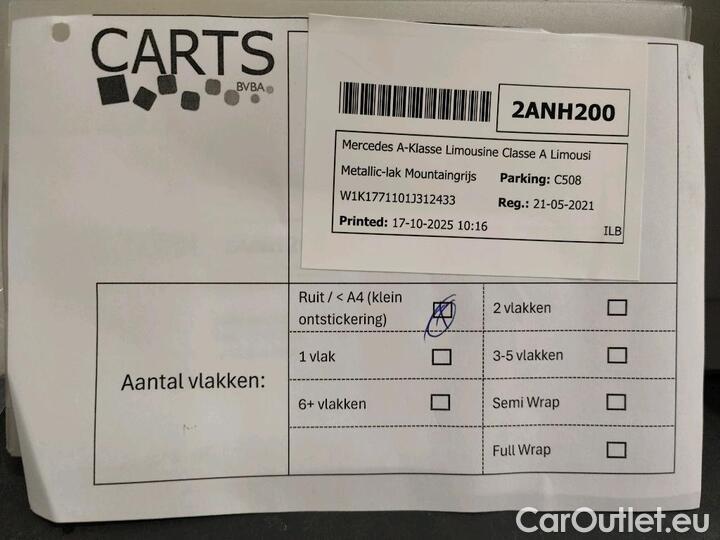 CARTS
BVBA
2ANH200
Mercedes A-Klasse Limousine Classe A Limousi
Metallic-lak Mountaingrijs Parking: C508
W1K1771101J312433 Reg.: 21-05-2021
Printed: 17-10-2025 10:16 ILB
Aantal vlakken:
Ruit / < A4 (klein ontstickering)
2 vlakken
1 vlak
3-5 vlakken
6+ vlakken
Semi Wrap
Full Wrap
CarOutlet.eu